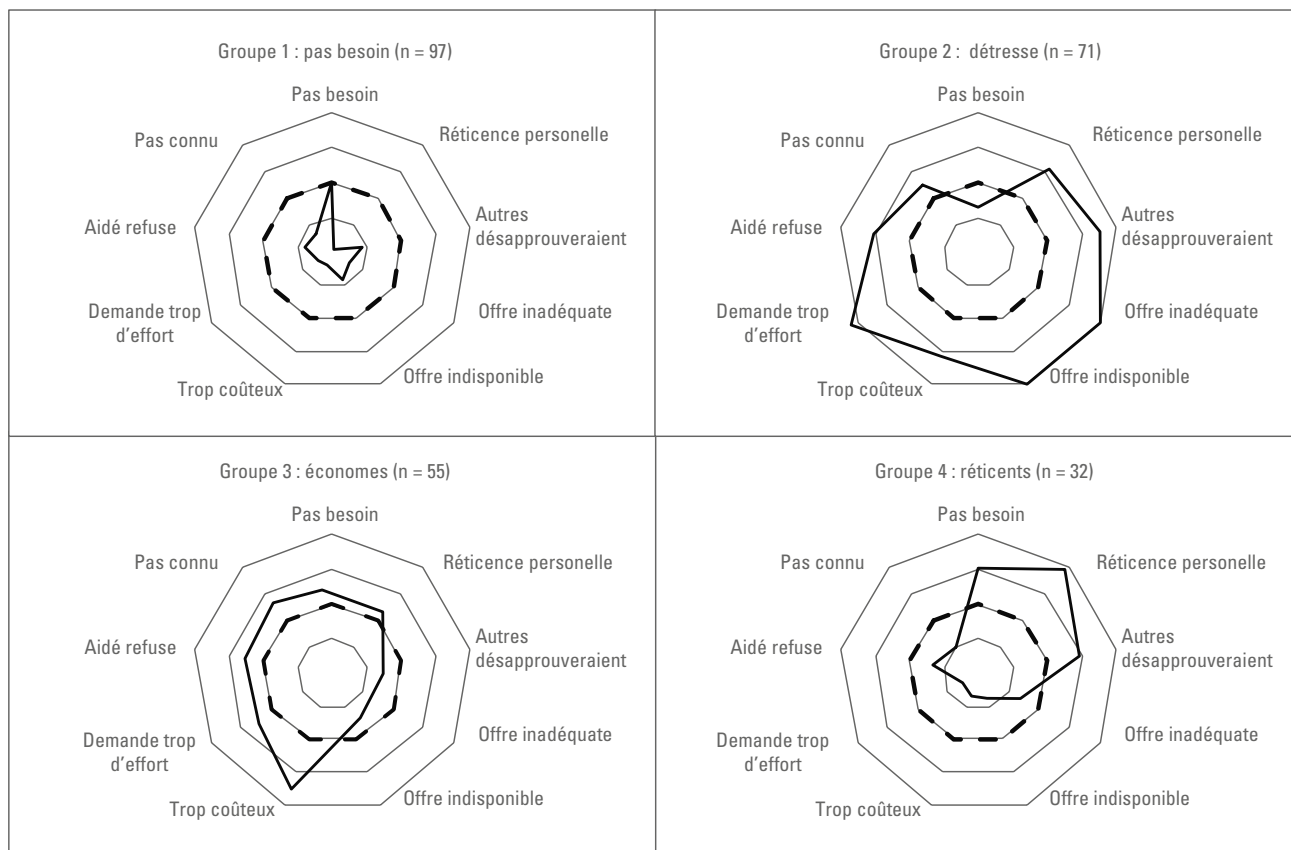 Groupe 1 : pas besoin (n = 97)
Pas besoin
Pas connu
Réticence personelle
Aidé refuse
Autres
désapprouveraient
Demande trop
d'effort
Offre inadéquate
Trop coûteux
Offre indisponible
Groupe 2 : détresse (n = 71)
Pas besoin
Pas connu
Réticence personelle
Aidé refuse
Autres
désapprouveraient
Demande trop
d'effort
Offre inadéquate
Trop coûteux
Offre indisponible
Groupe 3 : économes (n = 55)
Pas besoin
Pas connu
Réticence personelle
Aidé refuse
Autres
désapprouveraient
Demande trop
d'effort
Offre inadéquate
Trop coûteux
Offre indisponible
Groupe 4 : réticents (n = 32)
Pas besoin
Pas connu
Réticence personelle
Aidé refuse
Autres
désapprouveraient
Demande trop
d'effort
Offre inadéquate
Trop coûteux
Offre indisponible